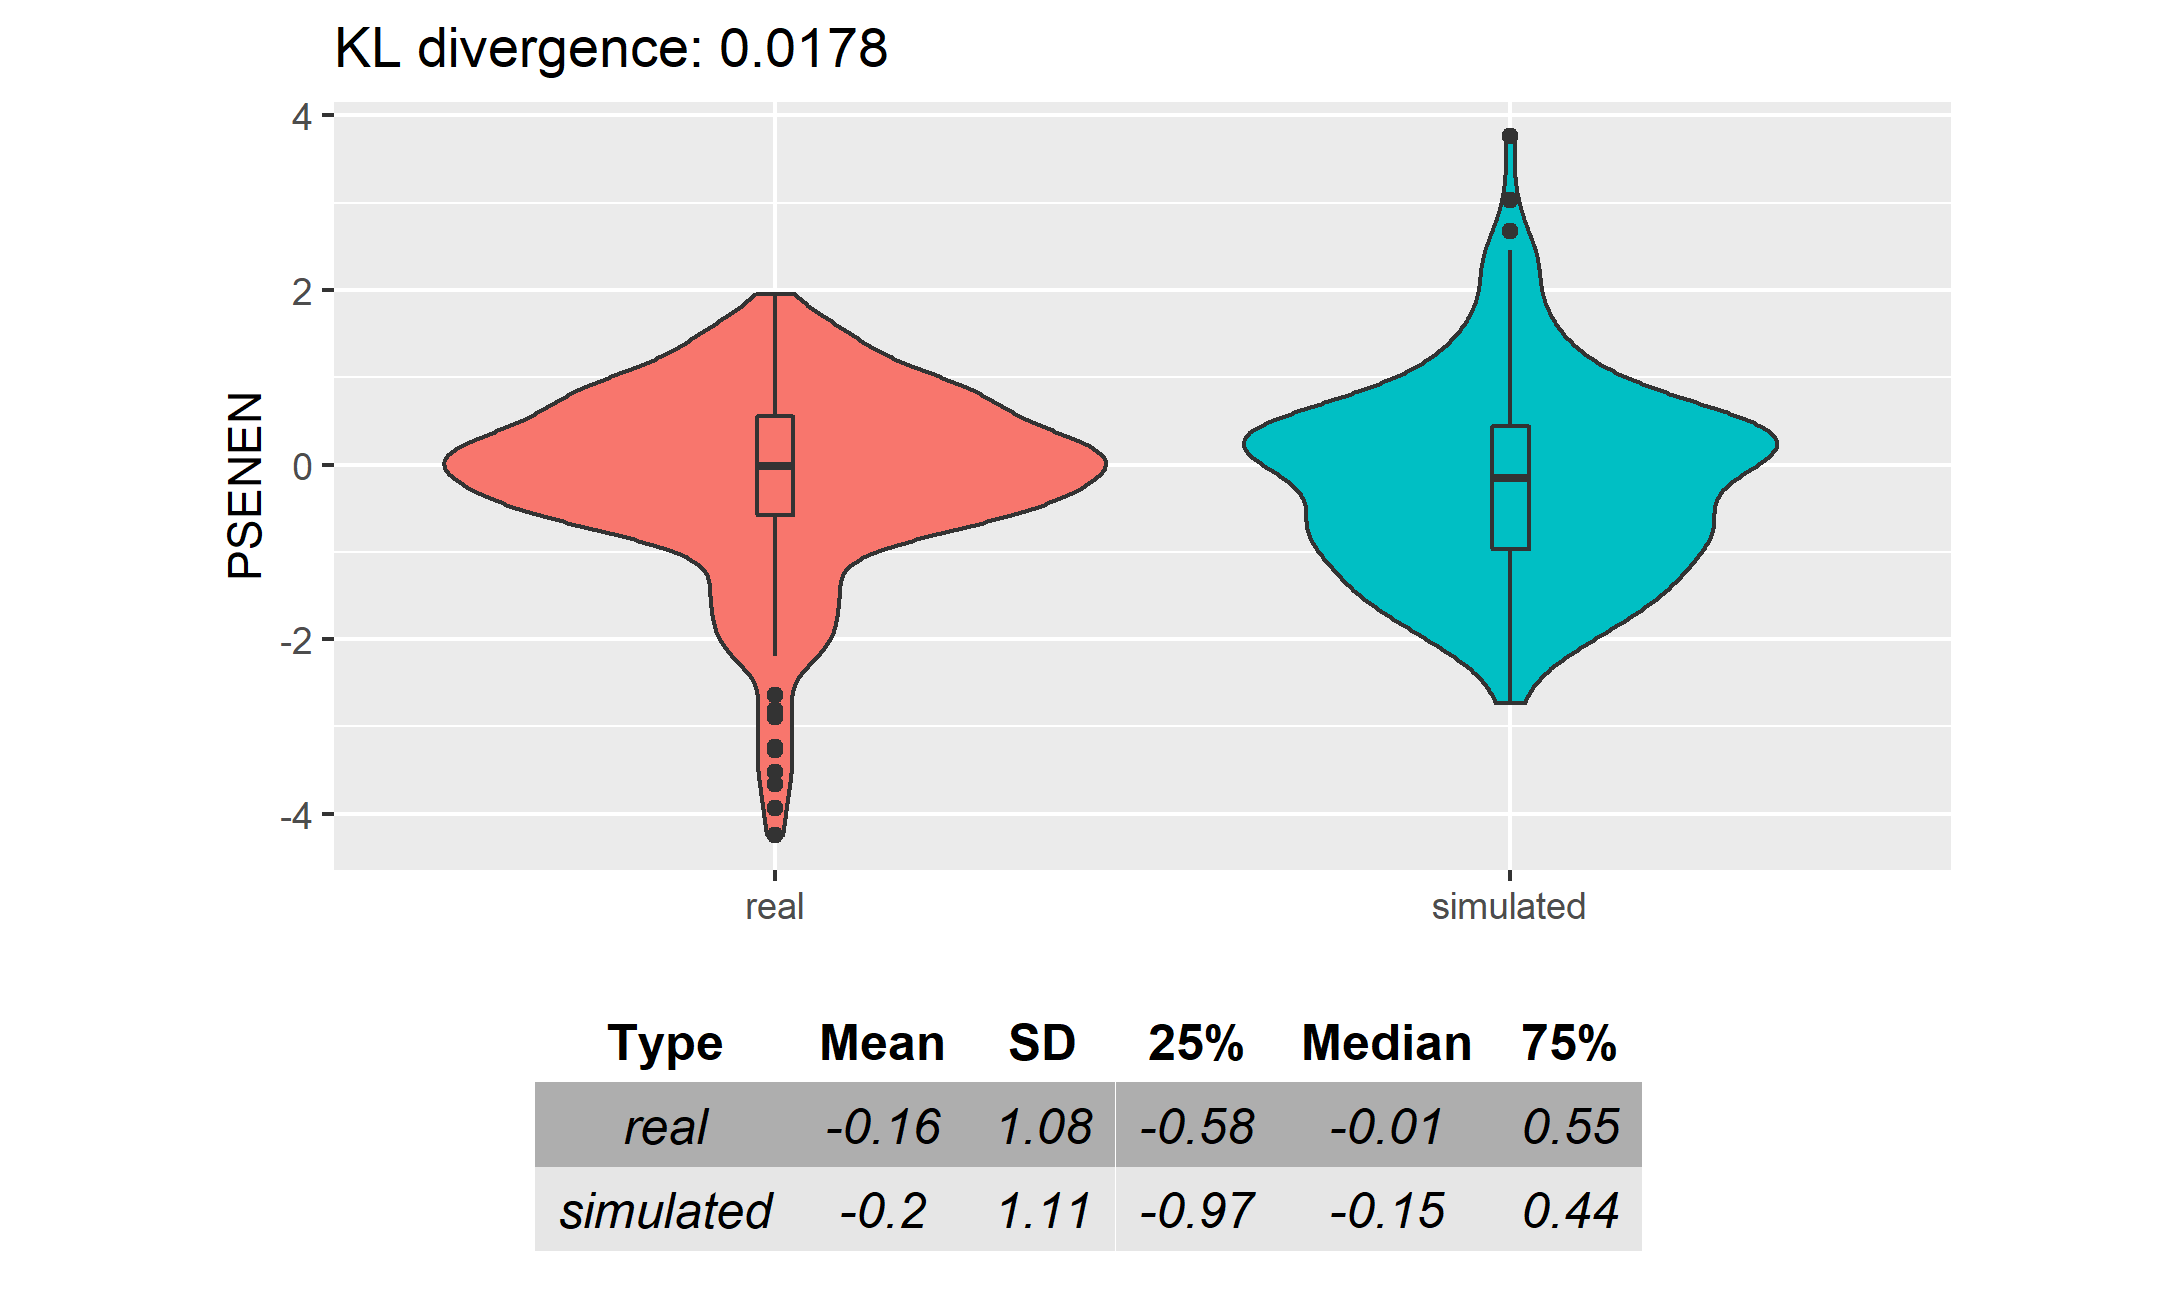 KL divergence: 0.0178
4
2
0
-2
-4
PSENEN
real simulated
Type Mean SD 25% Median 75%
real -0.16 1.08 -0.58 -0.01 0.55
simulated -0.2 1.11 -0.97 -0.15 0.44